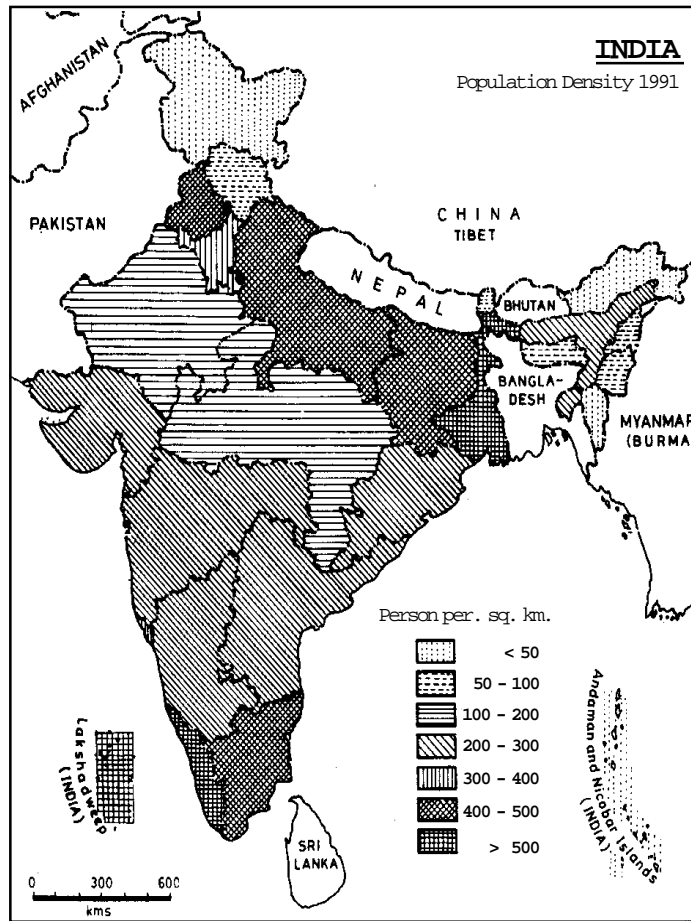 INDIA
Population Density 1991
AFGHANISTAN
PAKISTAN
CHINA
TIBET
NEPAL
BHUTAN
BANGLA-
DESH
MYANMAR
(BURMA
Person per. sq. km.
< 50
50 – 100
100 – 200
200 – 300
300 – 400
400 – 500
> 500
Lakshadweep
(INDIA)
Andaman and Nicobar Islands
(INDIA)
SRI
LANKA
0 300 600
kms